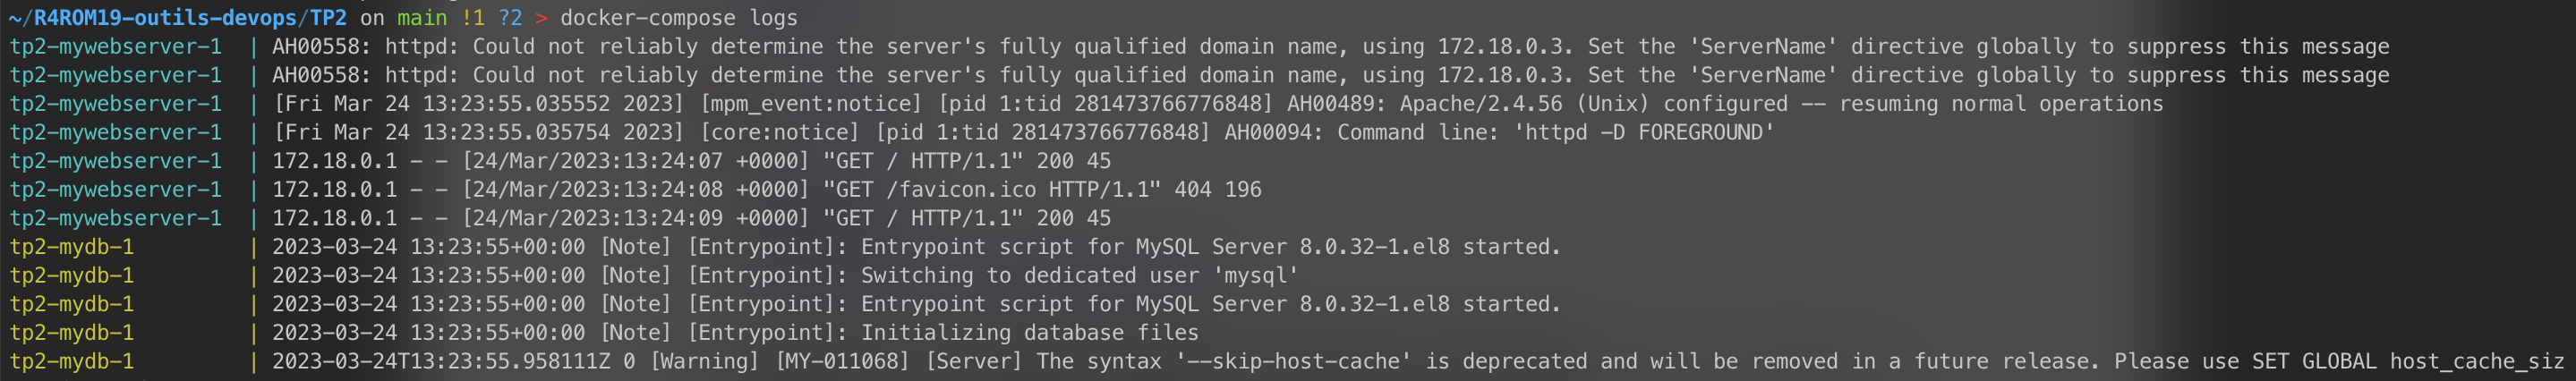 ~/R4ROM19-outils-devops/TP2 on main !1 ?2 > docker-compose logs
tp2-mywebserver-1  | AH00558: httpd: Could not reliably determine the server's fully qualified domain name, using 172.18.0.3. Set the 'ServerName' directive globally to suppress this message
tp2-mywebserver-1  | AH00558: httpd: Could not reliably determine the server's fully qualified domain name, using 172.18.0.3. Set the 'ServerName' directive globally to suppress this message
tp2-mywebserver-1  | [Fri Mar 24 13:23:55.035552 2023] [mpm_event:notice] [pid 1:tid 281473766776848] AH00489: Apache/2.4.56 (Unix) configured -- resuming normal operations
tp2-mywebserver-1  | [Fri Mar 24 13:23:55.035754 2023] [core:notice] [pid 1:tid 281473766776848] AH00094: Command line: 'httpd -D FOREGROUND'
tp2-mywebserver-1  | 172.18.0.1 - - [24/Mar/2023:13:24:07 +0000] "GET / HTTP/1.1" 200 45
tp2-mywebserver-1  | 172.18.0.1 - - [24/Mar/2023:13:24:08 +0000] "GET /favicon.ico HTTP/1.1" 404 196
tp2-mywebserver-1  | 172.18.0.1 - - [24/Mar/2023:13:24:09 +0000] "GET / HTTP/1.1" 200 45
tp2-mydb-1         | 2023-03-24 13:23:55+00:00 [Note] [Entrypoint]: Entrypoint script for MySQL Server 8.0.32-1.el8 started.
tp2-mydb-1         | 2023-03-24 13:23:55+00:00 [Note] [Entrypoint]: Switching to dedicated user 'mysql'
tp2-mydb-1         | 2023-03-24 13:23:55+00:00 [Note] [Entrypoint]: Entrypoint script for MySQL Server 8.0.32-1.el8 started.
tp2-mydb-1         | 2023-03-24 13:23:55+00:00 [Note] [Entrypoint]: Initializing database files
tp2-mydb-1         | 2023-03-24T13:23:55.958111Z 0 [Warning] [MY-011068] [Server] The syntax '--skip-host-cache' is deprecated and will be removed in a future release. Please use SET GLOBAL host_cache_siz